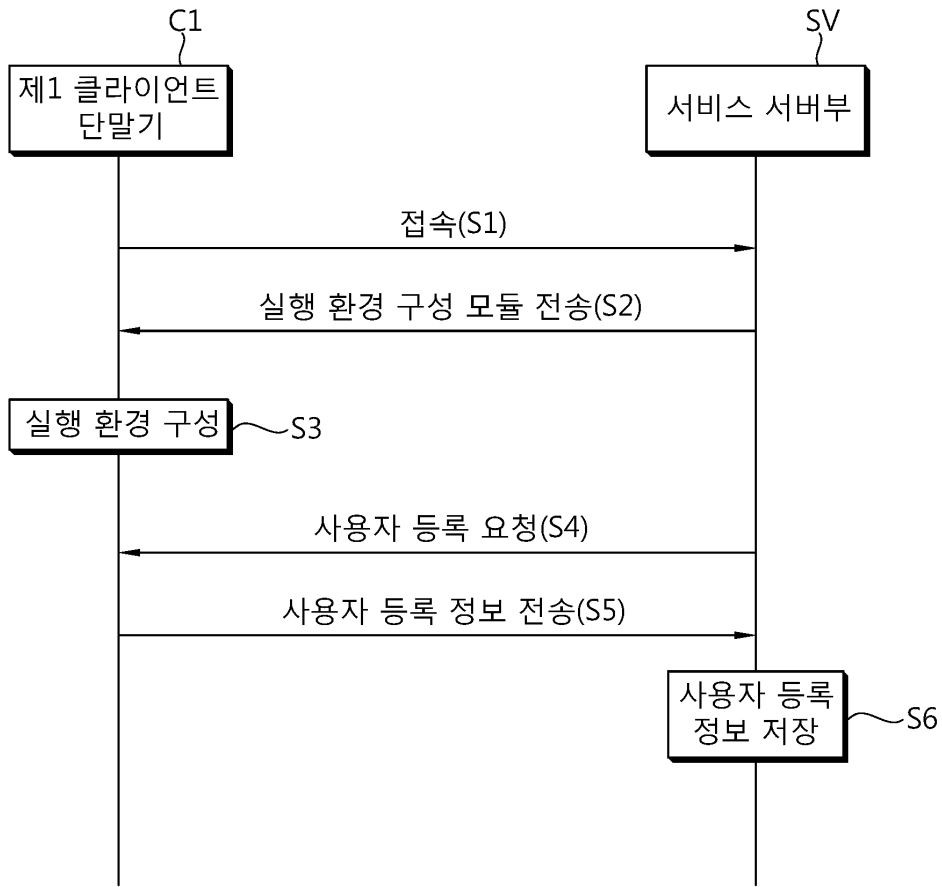 C1
SV
제1 클라이언트
단말기
서비스 서버부
접속(S1)
실행 환경 구성 모듈 전송(S2)
실행 환경 구성
S3
사용자 등록 요청(S4)
사용자 등록 정보 전송(S5)
사용자 등록
정보 저장
S6